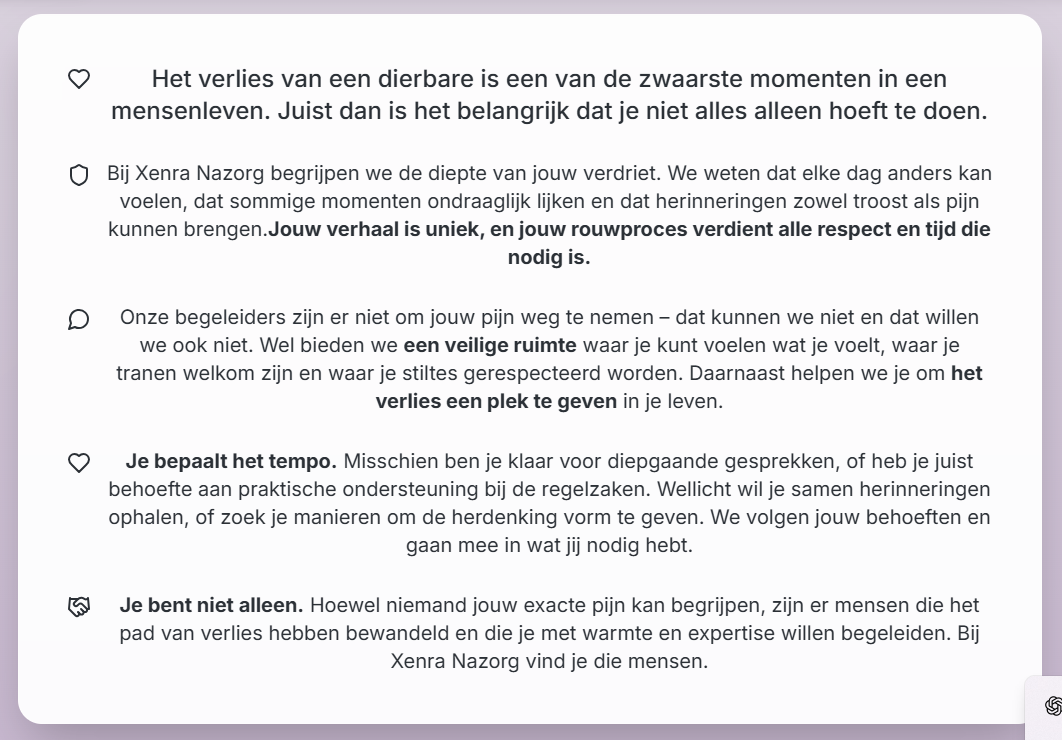 Het verlies van een dierbare is een van de zwaarste momenten in een
mensenleven. Juist dan is het belangrijk dat je niet alles alleen hoeft te doen.
Bij Xenra Nazorg begrijpen we de diepte van jouw verdriet. We weten dat elke dag anders kan
voelen, dat sommige momenten ondraaglijk lijken en dat herinneringen zowel troost als pijn
kunnen brengen.Jouw verhaal is uniek, en jouw rouwproces verdient alle respect en tijd die
nodig is.
Onze begeleiders zijn er niet om jouw pijn weg te nemen – dat kunnen we niet en dat willen
we ook niet. Wel bieden we een veilige ruimte waar je kunt voelen wat je voelt, waar je
tranen welkom zijn en waar je stiltes gerespecteerd worden. Daarnaast helpen we je om het
verlies een plek te geven in je leven.
Je bepaalt het tempo. Misschien ben je klaar voor diepgaande gesprekken, of heb je juist
behoefte aan praktische ondersteuning bij de regelzaken. Wellicht wil je samen herinneringen
ophalen, of zoek je manieren om de herdenking vorm te geven. We volgen jouw behoeften en
gaan mee in wat jij nodig hebt.
Je bent niet alleen. Hoewel niemand jouw exacte pijn kan begrijpen, zijn er mensen die het
pad van verlies hebben bewandeld en die je met warmte en expertise willen begeleiden. Bij
Xenra Nazorg vind je die mensen.